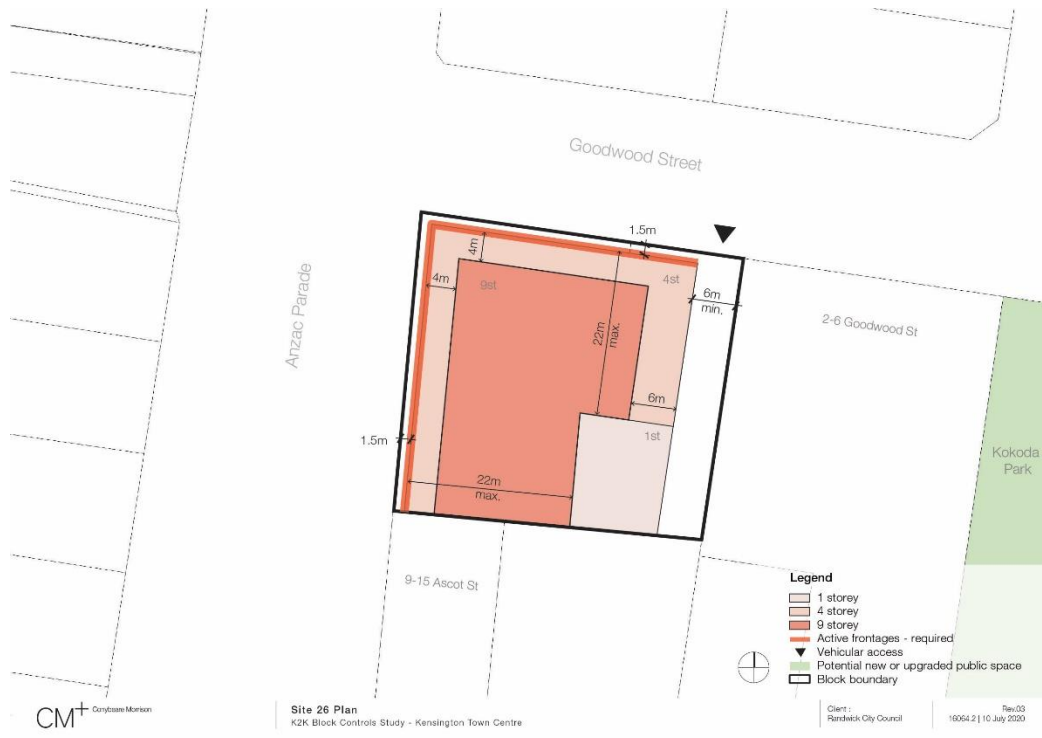 Goodwood Street
1.5m
4m
4m
9st
4st
6m
min.
Anzac Parade
2-6 Goodwood St
22m
max.
6m
1st
1.5m
Kokoda
Park
22m
max.
9-15 Ascot St
Legend
1 storey
4 storey
9 storey
Active frontages - required
Vehicular access
Potential new or upgraded public space
Block boundary
CM+ Conybeare Morrison
Site 26 Plan
K2K Block Controls Study - Kensington Town Centre
Client :
Randwick City Council
Rev.03
16064.2 | 10 July 2020